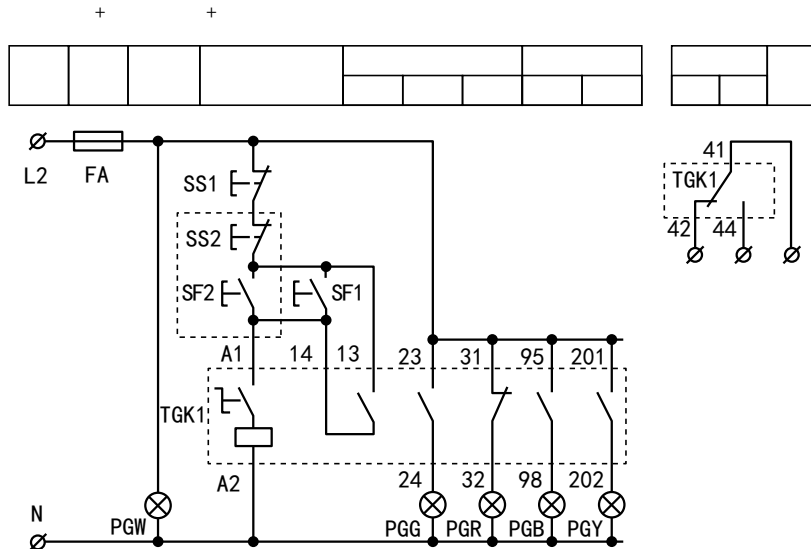 + +
41
L2 FA SS1 TGK1
42 44
SS2
SF2 SF1
A1 14 13 23 31 95 201
TGK1
A2 24 32 98 202
N PGW PGG PGR PGB PGY